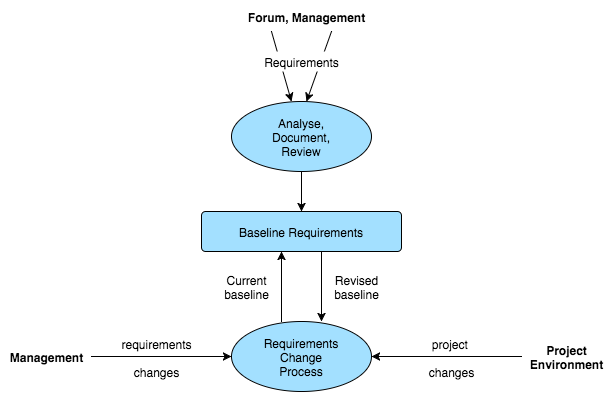 Forum, Management
Requirements
Analyse,
Document,
Review
Baseline Requirements
Current
baseline
Revised
baseline
Requirements
Change
Process
Management
requirements
changes
project
changes
Project
Environment